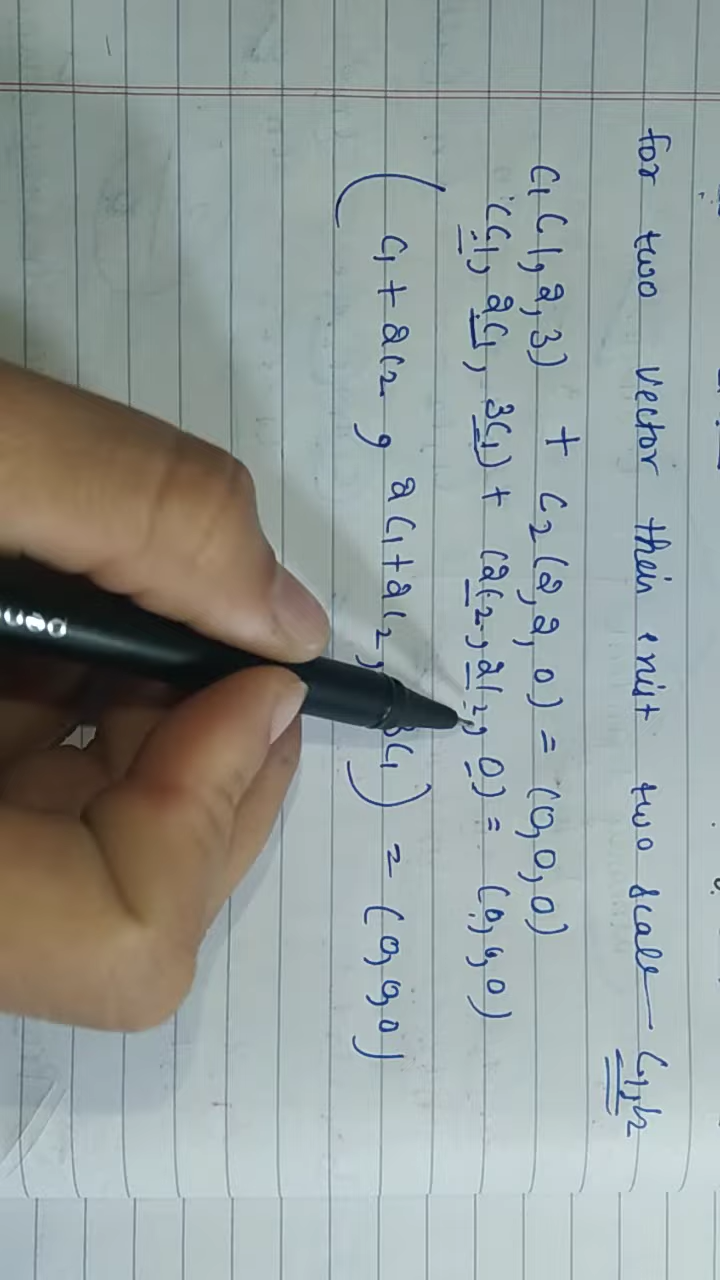 for two vector their exist two scale C1, C2
C1(1,2,3) + C2(2,2,0) = (0,0,0)
(C1, 2C1, 3C1) + (2C2, 2C2, 0) = (0,0,0)
(C1 + 2C2, 2C1+2C2, 3C1) = (0,0,0)